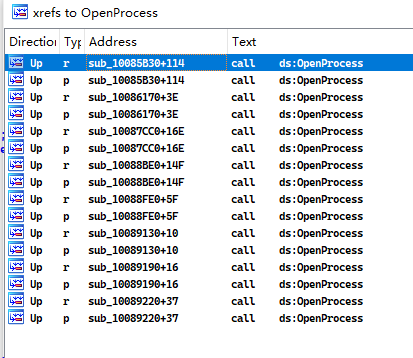 xrefs to OpenProcess
Direction Typ Address Text
Up r sub_10085B30+114 call ds:OpenProcess
Up p sub_10085B30+114 call ds:OpenProcess
Up r sub_10086170+3E call ds:OpenProcess
Up p sub_10086170+3E call ds:OpenProcess
Up r sub_10087CC0+16E call ds:OpenProcess
Up p sub_10087CC0+16E call ds:OpenProcess
Up r sub_10088BE0+14F call ds:OpenProcess
Up p sub_10088BE0+14F call ds:OpenProcess
Up r sub_10088FE0+5F call ds:OpenProcess
Up p sub_10088FE0+5F call ds:OpenProcess
Up r sub_10089130+10 call ds:OpenProcess
Up p sub_10089130+10 call ds:OpenProcess
Up r sub_10089190+16 call ds:OpenProcess
Up p sub_10089190+16 call ds:OpenProcess
Up r sub_10089220+37 call ds:OpenProcess
Up p sub_10089220+37 call ds:OpenProcess